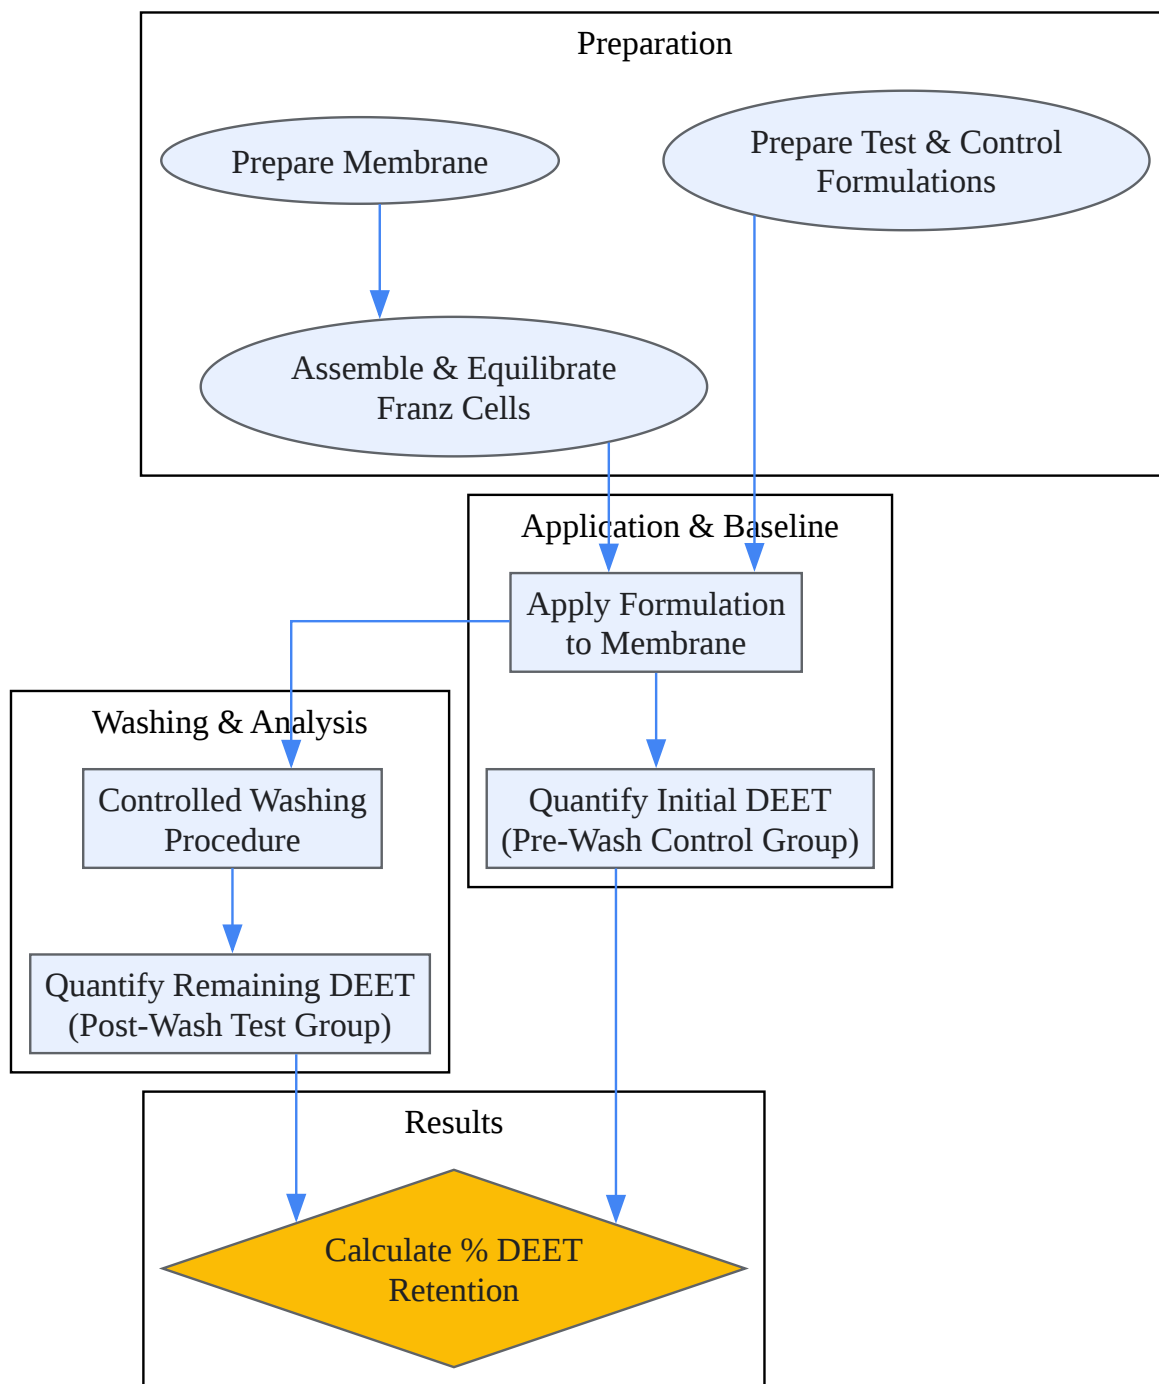 Preparation
Prepare Membrane
Prepare Test & Control
Formulations
Assemble & Equilibrate
Franz Cells
Application & Baseline
Apply Formulation
to Membrane
Washing & Analysis
Controlled Washing
Procedure
Quantify Initial DEET
(Pre-Wash Control Group)
Quantify Remaining DEET
(Post-Wash Test Group)
Results
Calculate % DEET
Retention